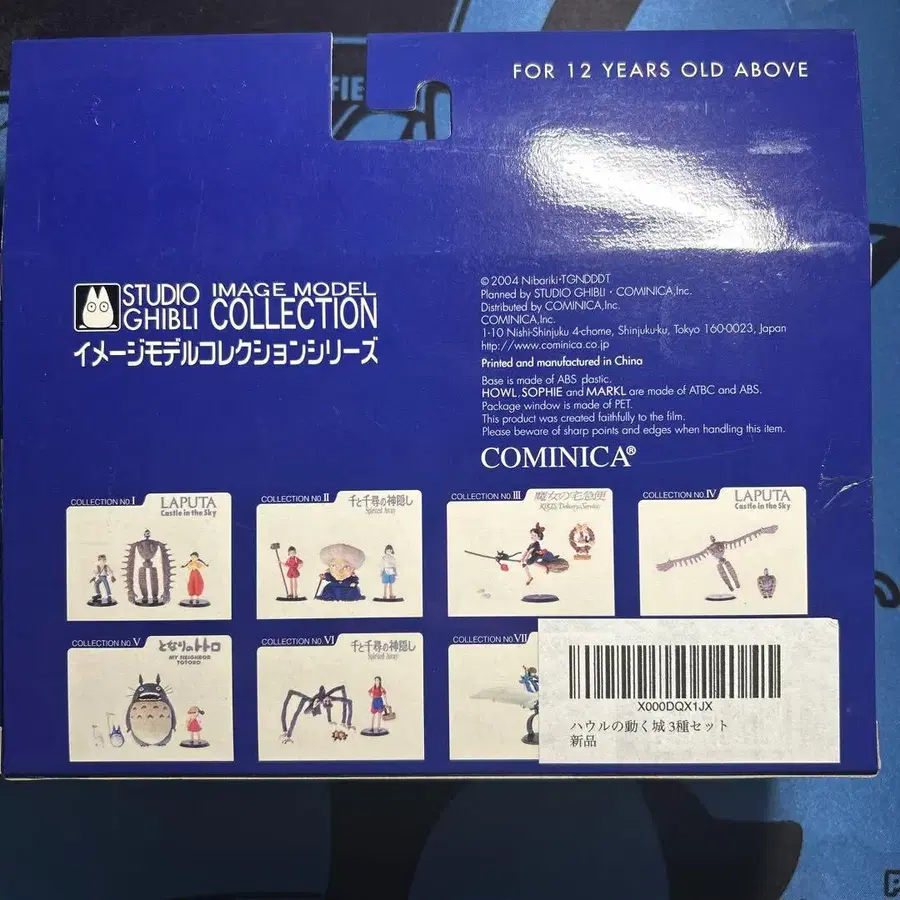 FIE
FOR 12 YEARS OLD ABOVE
STUDIO GHIBLI
IMAGE MODEL COLLECTION
イメージモデルコレクションシリーズ
© 2004 Nibariki・TGNDDDT
Planned by STUDIO GHIBLI・COMINICA,Inc.
Distributed by COMINICA,Inc.
COMINICA,Inc.
1-10 Nishi-Shinjuku 4-chome, Shinjuku-ku, Tokyo 160-0023, Japan
http://www.cominica.co.jp
Printed and manufactured in China
Base is made of ABS plastic.
HOWL, SOPHIE and MARKL are made of ATBC and ABS.
Package window is made of PET.
This product was created faithfully to the film.
Please beware of sharp points and edges when handling this item.
COMINICA®
COLLECTION NO. I
LAPUTA
Castle in the Sky
COLLECTION NO. II
千と千尋の神隠し
Spirited Away
COLLECTION NO. III
魔女の宅急便
KIKI'S Delivery Service
COLLECTION NO. IV
LAPUTA
Castle in the Sky
COLLECTION NO. V
となりのトトロ
MY NEIGHBOR TOTORO
COLLECTION NO. VI
千と千尋の神隠し
Spirited Away
COLLECTION NO. VII
X000DQX1JX
ハウルの動く城 3種セット
新品